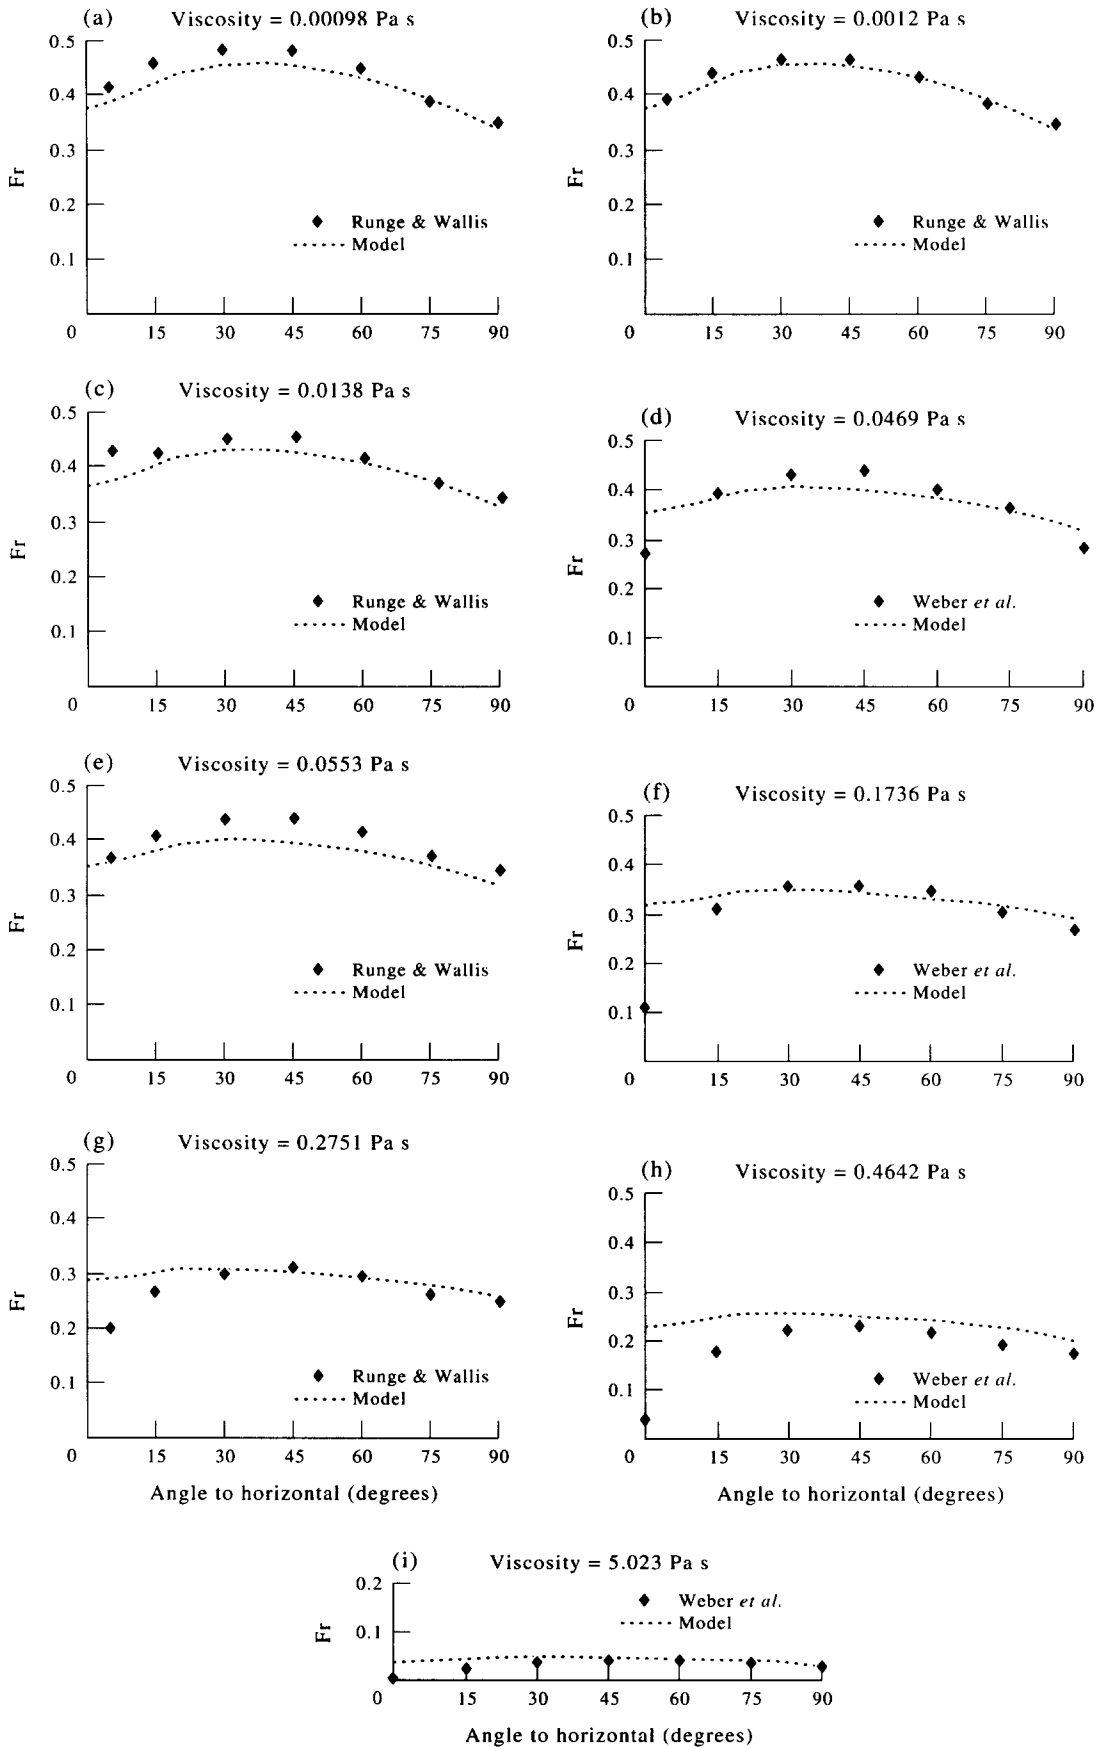 (a) Viscosity = 0.00098 Pa s
0.5
0.4
0.3
0.2
0.1
Fr
Runge & Wallis
Model
0 15 30 45 60 75 90
(b) Viscosity = 0.0012 Pa s
0.5
0.4
0.3
0.2
0.1
Fr
Runge & Wallis
Model
0 15 30 45 60 75 90
(c) Viscosity = 0.0138 Pa s
0.5
0.4
0.3
0.2
0.1
Fr
Runge & Wallis
Model
0 15 30 45 60 75 90
(d) Viscosity = 0.0469 Pa s
0.5
0.4
0.3
0.2
0.1
Fr
Weber et al.
Model
0 15 30 45 60 75 90
(e) Viscosity = 0.0553 Pa s
0.5
0.4
0.3
0.2
0.1
Fr
Runge & Wallis
Model
0 15 30 45 60 75 90
(f) Viscosity = 0.1736 Pa s
0.5
0.4
0.3
0.2
0.1
Fr
Weber et al.
Model
0 15 30 45 60 75 90
(g) Viscosity = 0.2751 Pa s
0.5
0.4
0.3
0.2
0.1
Fr
Runge & Wallis
Model
0 15 30 45 60 75 90
Angle to horizontal (degrees)
(h) Viscosity = 0.4642 Pa s
0.5
0.4
0.3
0.2
0.1
Fr
Weber et al.
Model
0 15 30 45 60 75 90
Angle to horizontal (degrees)
(i) Viscosity = 5.023 Pa s
0.2
0.1
Fr
Weber et al.
Model
0 15 30 45 60 75 90
Angle to horizontal (degrees)